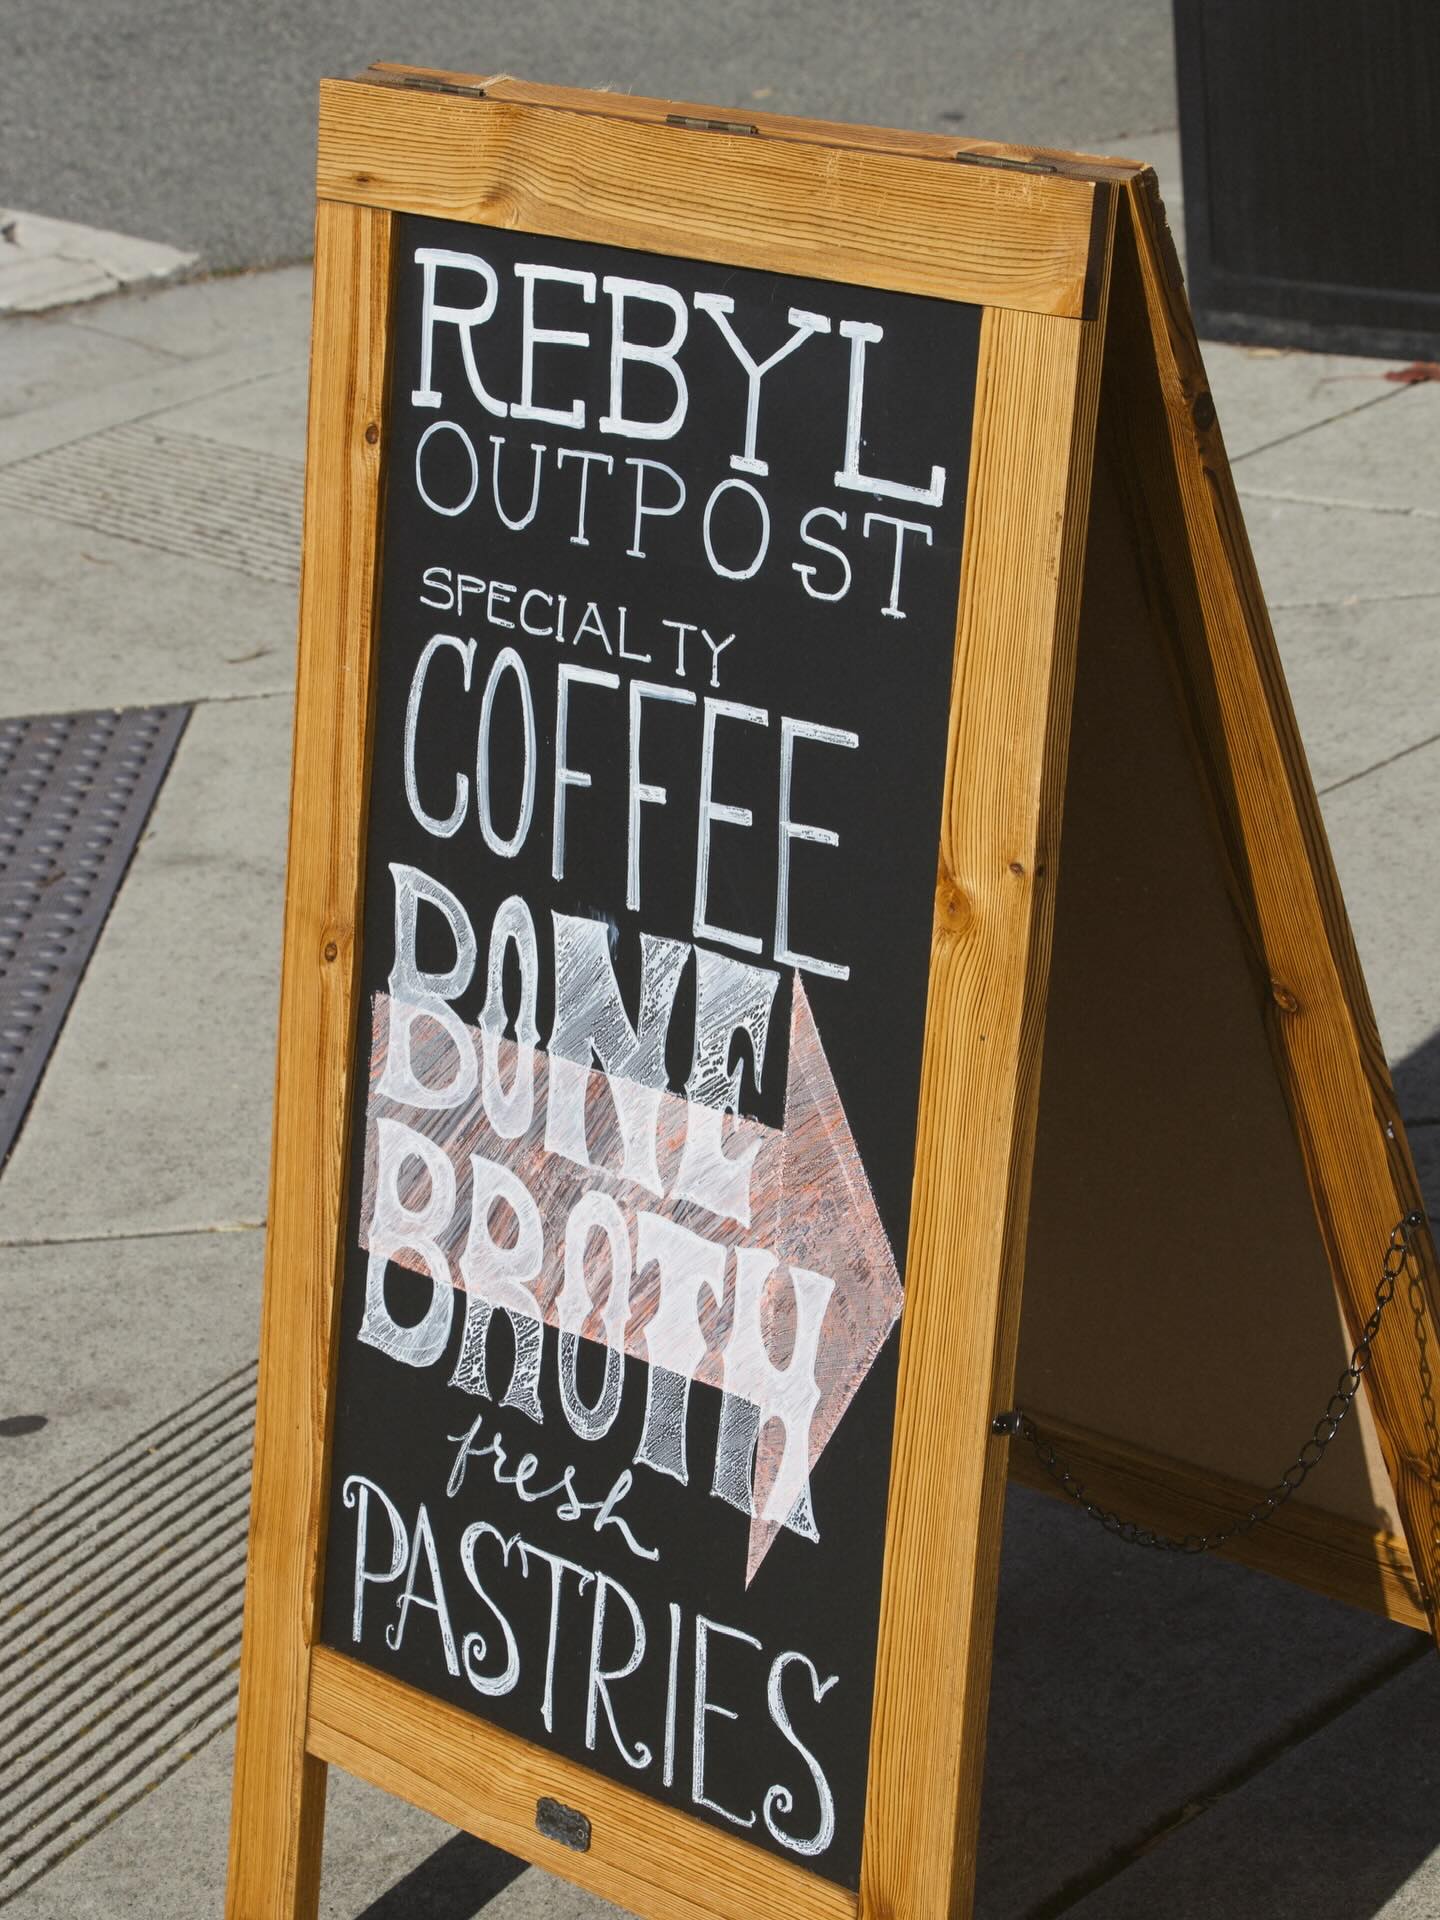 REBYL
OUTPOST
SPECIALTY
COFFEE
BONE
BROTH
fresh
PASTRIES